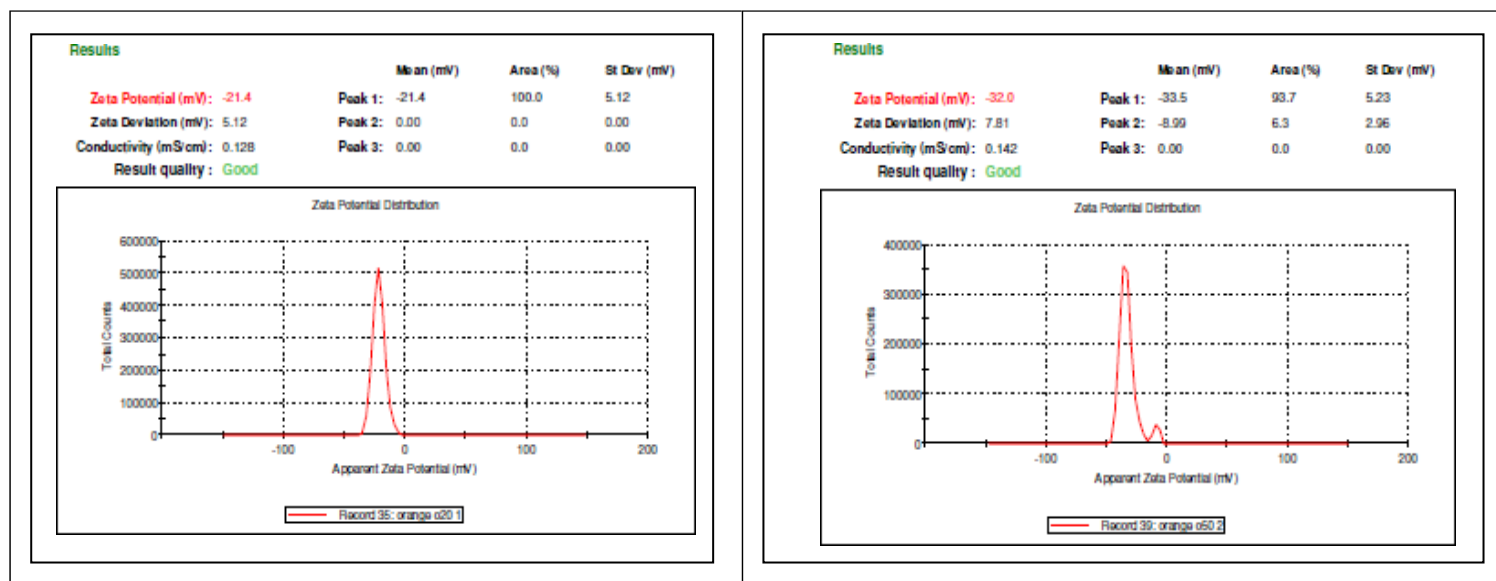 Results
Mean (mV) Area (%) St Dev (mV)
Zeta Potential (mV): -21.4 Peak 1: -21.4 100.0 5.12
Zeta Deviation (mV): 5.12 Peak 2: 0.00 0.0 0.00
Conductivity (mS/cm): 0.128 Peak 3: 0.00 0.0 0.00
Result quality : Good
Zeta Potential Distribution
600000
500000
400000
300000
200000
100000
0
Total Counts
-100 0 100 200
Apparent Zeta Potential (mV)
Record 35: orange o20 1
Results
Mean (mV) Area (%) St Dev (mV)
Zeta Potential (mV): -32.0 Peak 1: -33.5 93.7 5.23
Zeta Deviation (mV): 7.81 Peak 2: -8.99 6.3 2.96
Conductivity (mS/cm): 0.142 Peak 3: 0.00 0.0 0.00
Result quality : Good
Zeta Potential Distribution
400000
300000
200000
100000
0
Total Counts
-100 0 100 200
Apparent Zeta Potential (mV)
Record 39: orange o50 2